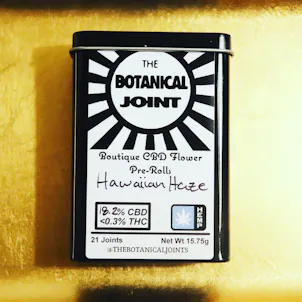 THE
BOTANICAL
JOINT
Boutique CBD Flower
Pre-Rolls
Hawaiian Haze
18.2% CBD
<0.3% THC
HEMP
21 Joints Net Wt 15.75g
@THEBOTANICALJOINTS